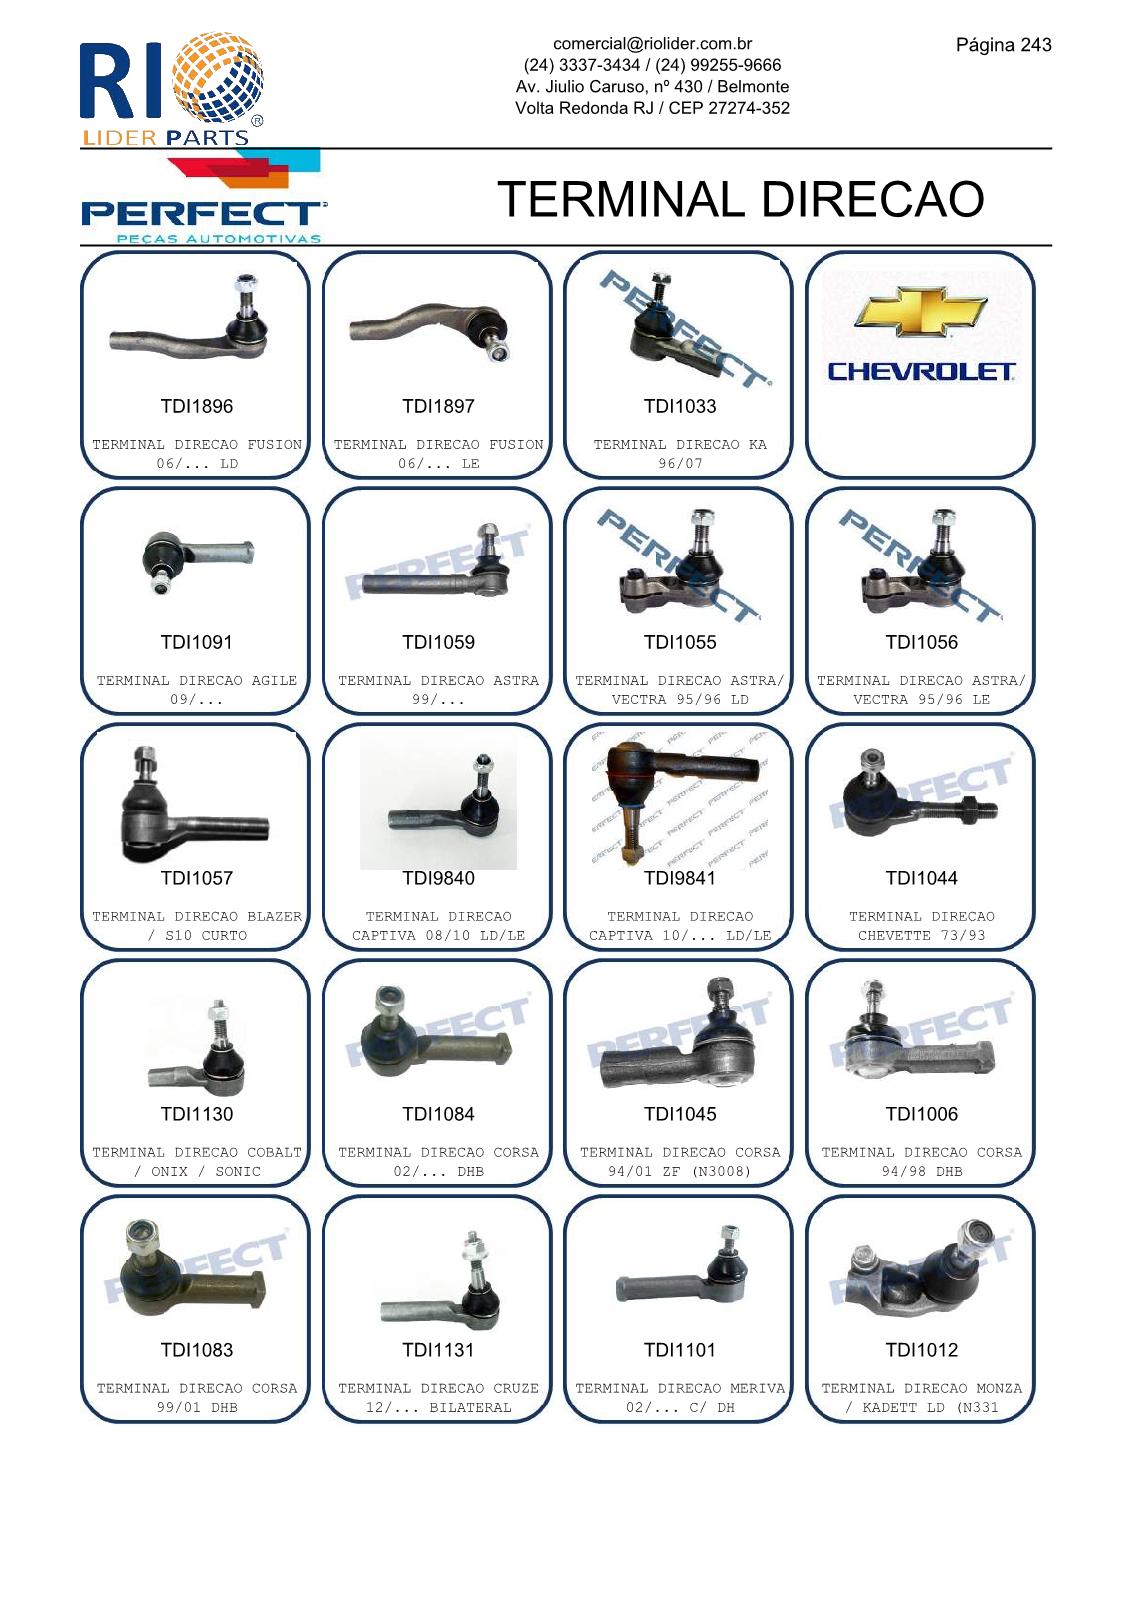 RIO
LIDER PARTS
®
comercial@riolider.com.br
(24) 3337-3434 / (24) 99255-9666
Av. Jiulio Caruso, nº 430 / Belmonte
Volta Redonda RJ / CEP 27274-352
Página 243
PERFECT
PEÇAS AUTOMOTIVAS
TERMINAL DIRECAO
TDI1896
TERMINAL DIRECAO FUSION
06/... LD
TDI1897
TERMINAL DIRECAO FUSION
06/... LE
PERFECT
TDI1033
TERMINAL DIRECAO KA
96/07
CHEVROLET
TDI1091
TERMINAL DIRECAO AGILE
09/...
PERFECT
TDI1059
TERMINAL DIRECAO ASTRA
99/...
PERFECT
TDI1055
TERMINAL DIRECAO ASTRA/
VECTRA 95/96 LD
PERFECT
TDI1056
TERMINAL DIRECAO ASTRA/
VECTRA 95/96 LE
TDI1057
TERMINAL DIRECAO BLAZER
/ S10 CURTO
TDI9840
TERMINAL DIRECAO
CAPTIVA 08/10 LD/LE
PERFECT
TDI9841
TERMINAL DIRECAO
CAPTIVA 10/... LD/LE
PERFECT
TDI1044
TERMINAL DIRECAO
CHEVETTE 73/93
TDI1130
TERMINAL DIRECAO COBALT
/ ONIX / SONIC
PERFECT
TDI1084
TERMINAL DIRECAO CORSA
02/... DHB
PERFECT
TDI1045
TERMINAL DIRECAO CORSA
94/01 ZF (N3008)
PERFECT
TDI1006
TERMINAL DIRECAO CORSA
94/98 DHB
PERFECT
TDI1083
TERMINAL DIRECAO CORSA
99/01 DHB
TDI1131
TERMINAL DIRECAO CRUZE
12/... BILATERAL
TDI1101
TERMINAL DIRECAO MERIVA
02/... C/ DH
PERFECT
TDI1012
TERMINAL DIRECAO MONZA
/ KADETT LD (N331